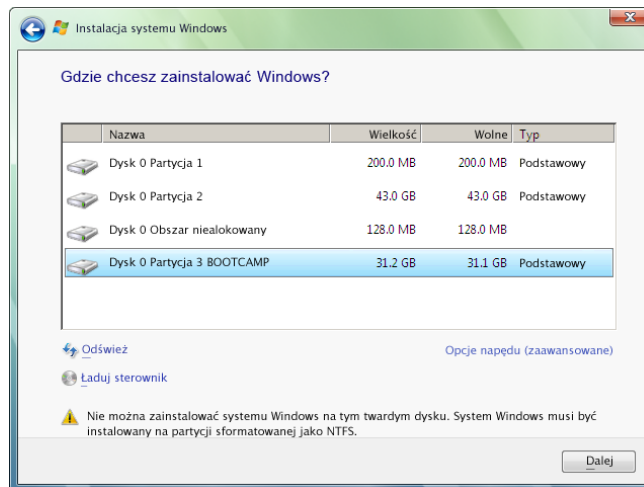 Instalacja systemu Windows
Gdzie chcesz zainstalować Windows?
Nazwa Wielkość Wolne Typ
Dysk 0 Partycja 1 200.0 MB 200.0 MB Podstawowy
Dysk 0 Partycja 2 43.0 GB 43.0 GB Podstawowy
Dysk 0 Obszar niealokowany 128.0 MB 128.0 MB
Dysk 0 Partycja 3 BOOTCAMP 31.2 GB 31.1 GB Podstawowy
Odśwież Opcje napędu (zaawansowane)
Ładuj sterownik
Nie można zainstalować systemu Windows na tym twardym dysku. System Windows musi być
instalowany na partycji sformatowanej jako NTFS.
Dalej